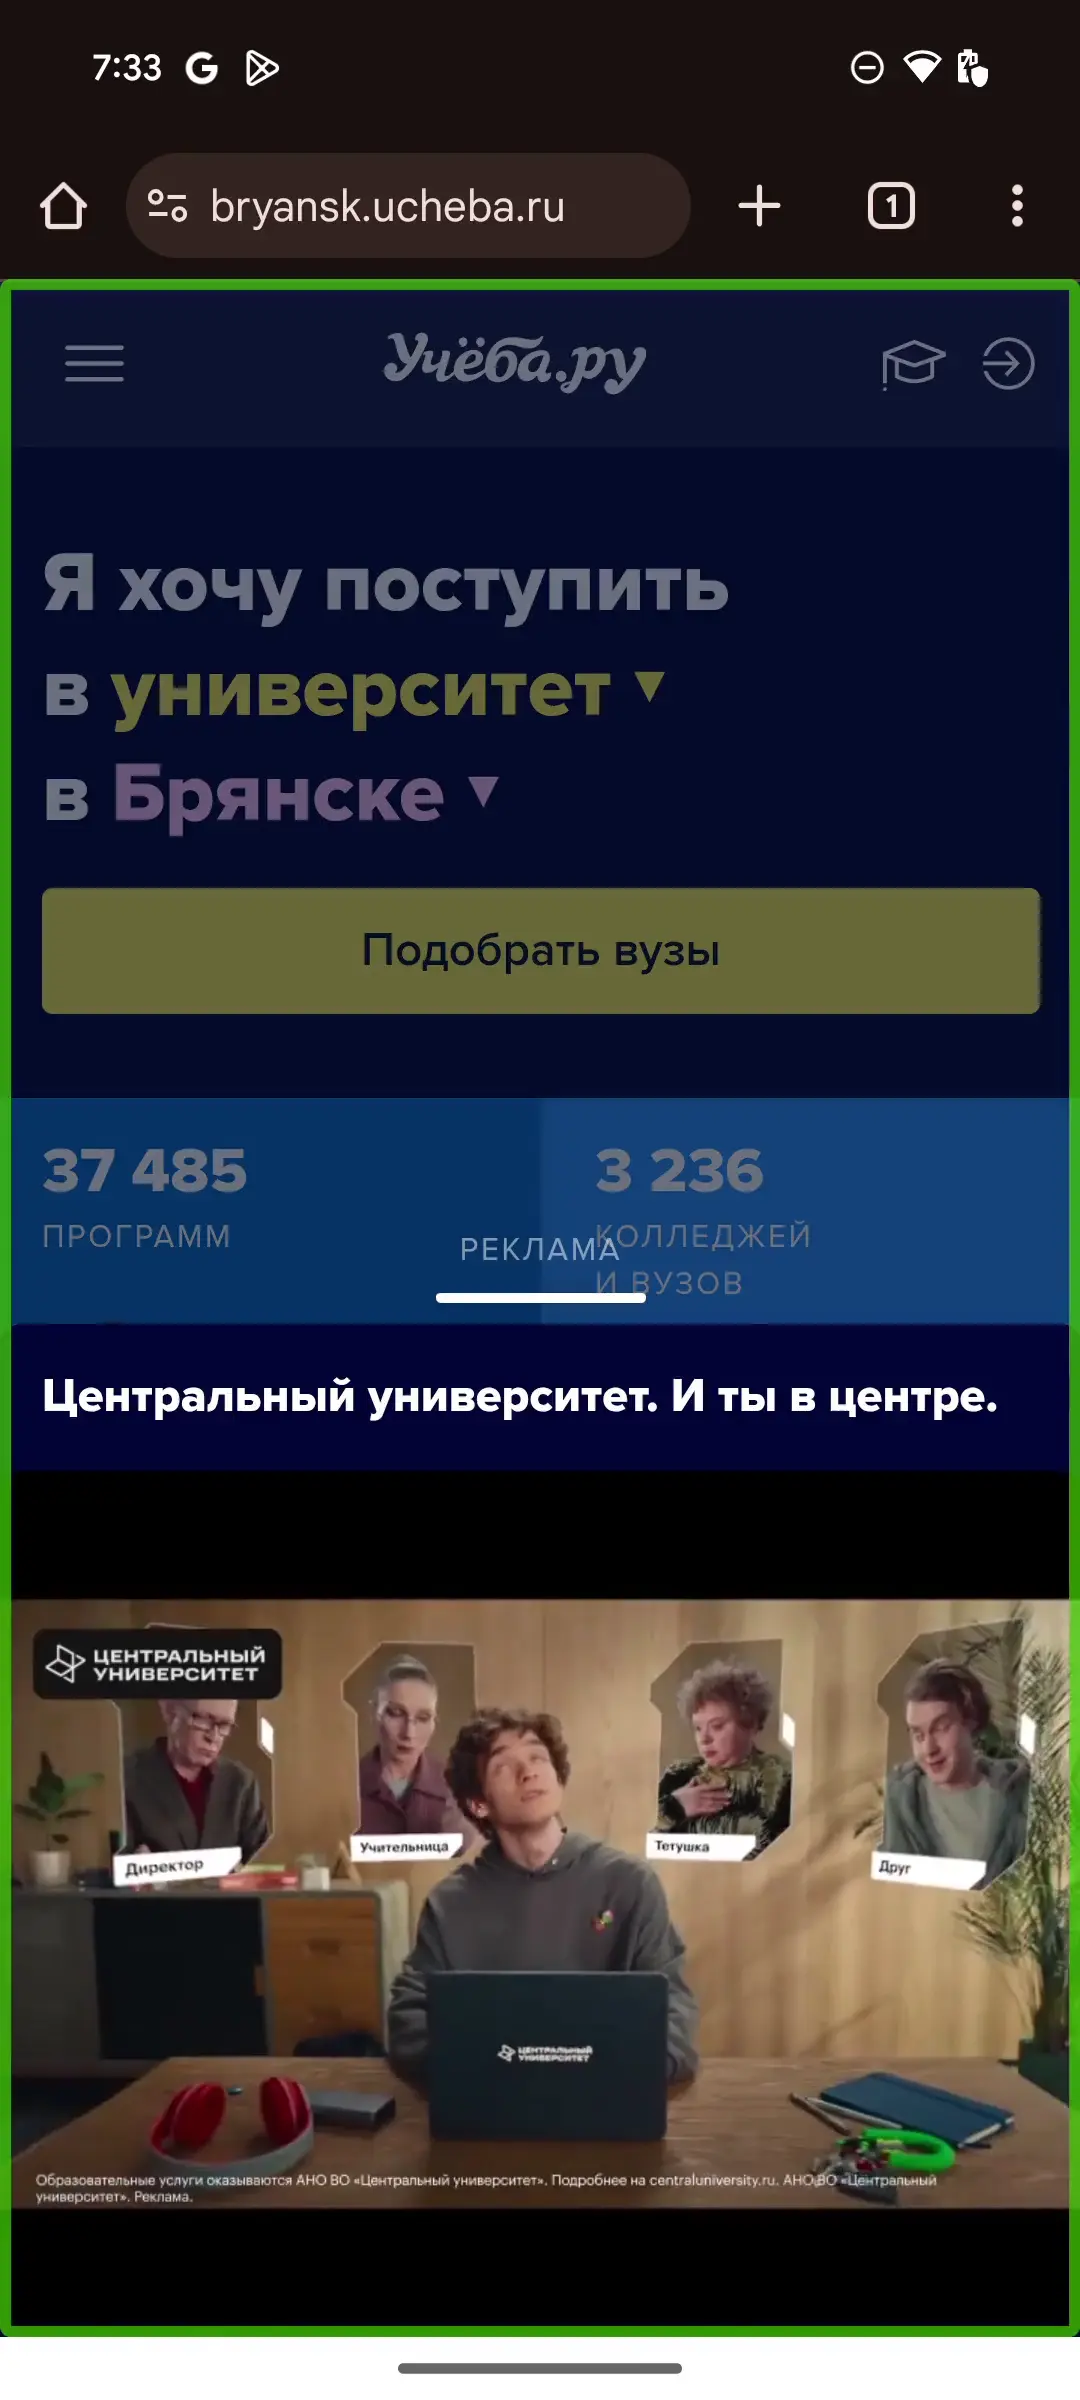 7:33
bryansk.ucheba.ru
1
Учёба.ру
Я хочу поступить
в университет
в Брянске
Подобрать вузы
37 485
ПРОГРАММ
3 236
КОЛЛЕДЖЕЙ
И ВУЗОВ
РЕКЛАМА
Центральный университет. И ты в центре.
ЦЕНТРАЛЬНЫЙ
УНИВЕРСИТЕТ
Директор
Учительница
Тетушка
Друг
ЦЕНТРАЛЬНЫЙ
УНИВЕРСИТЕТ
Образовательные услуги оказываются АНО ВО «Центральный университет». Подробнее на centraluniversity.ru. АНО ВО «Центральный
университет». Реклама.